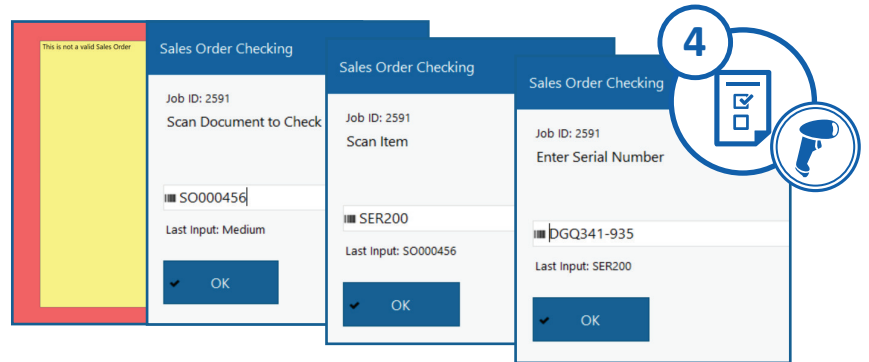 This is not a valid Sales Order
Sales Order Checking
Job ID: 2591
Scan Document to Check
SO000456
Last Input: Medium
OK
Sales Order Checking
Job ID: 2591
Scan Item
SER200
Last Input: SO000456
OK
Sales Order Checking
Job ID: 2591
Enter Serial Number
DGQ341-935
Last Input: SER200
OK
4